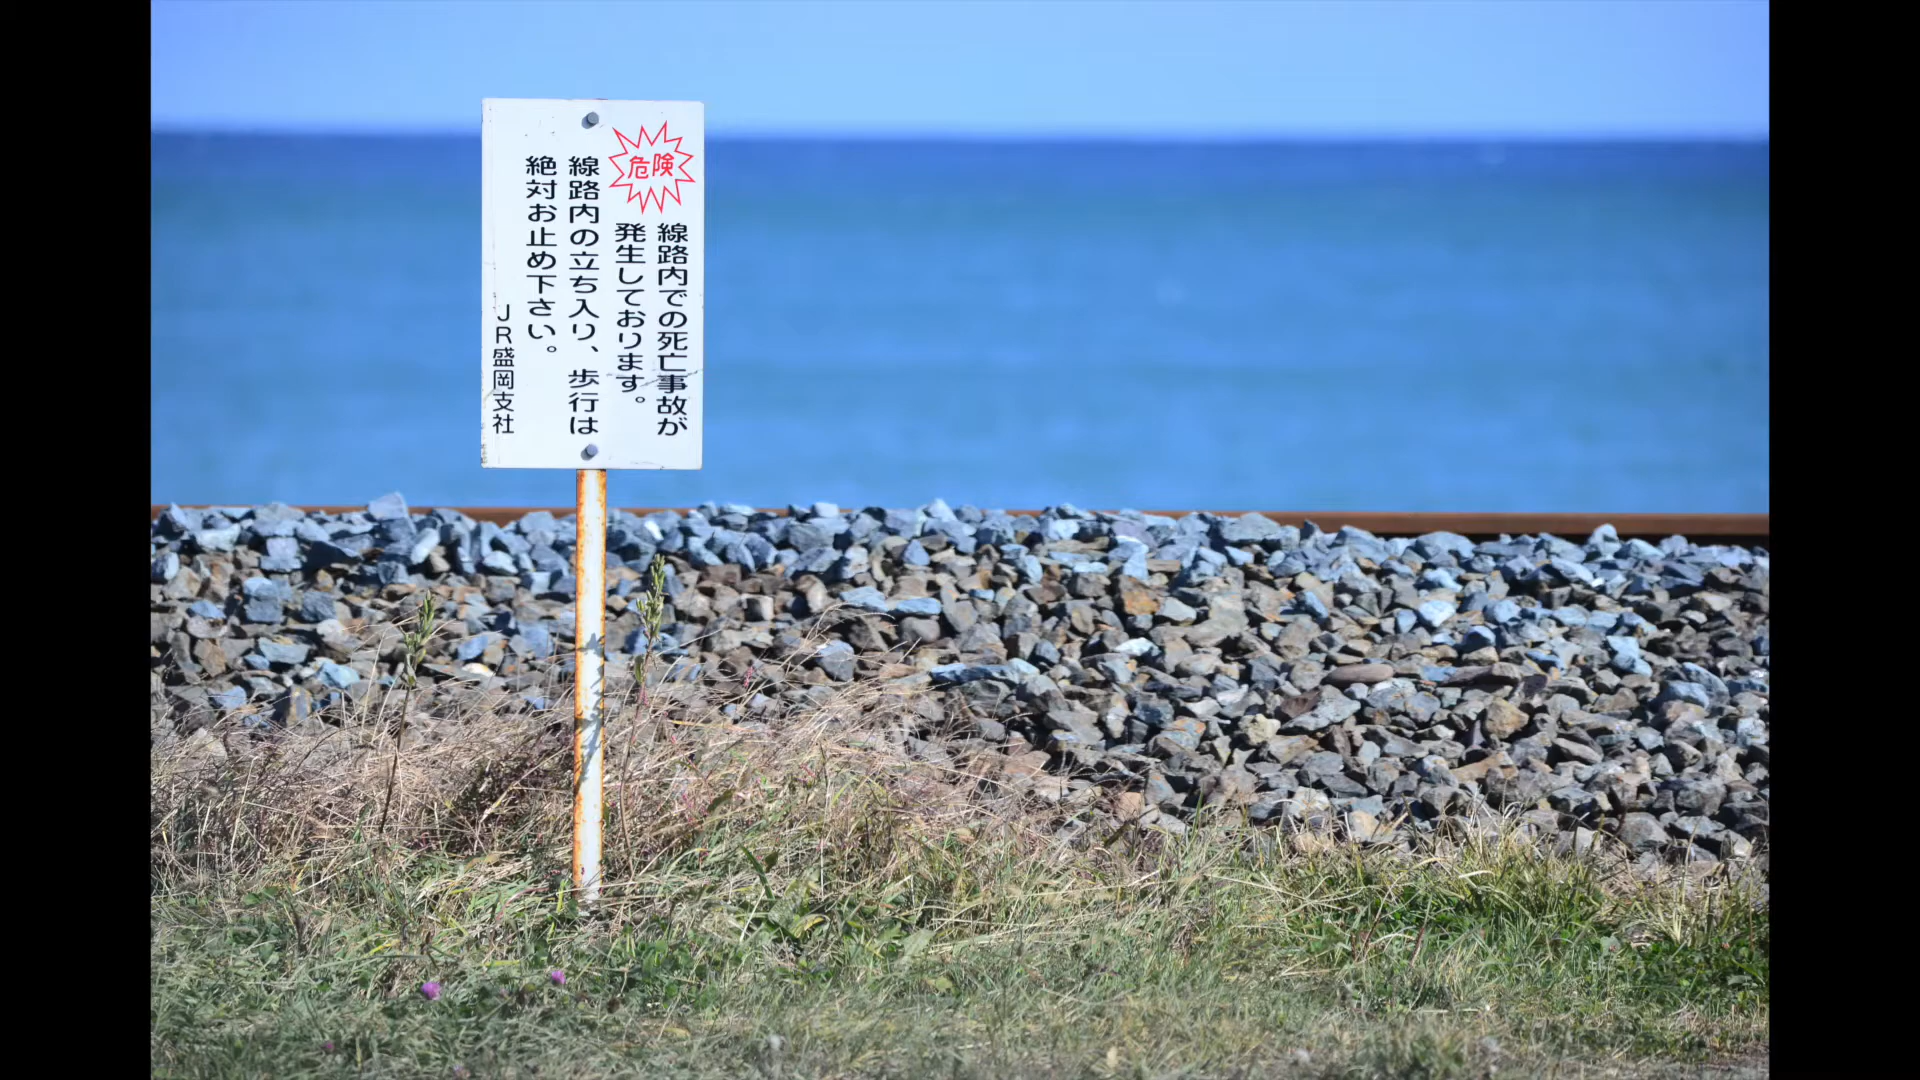 危険
線路内での死亡事故が
発生しております。
線路内の立ち入り、歩行は
絶対お止め下さい。
JR盛岡支社